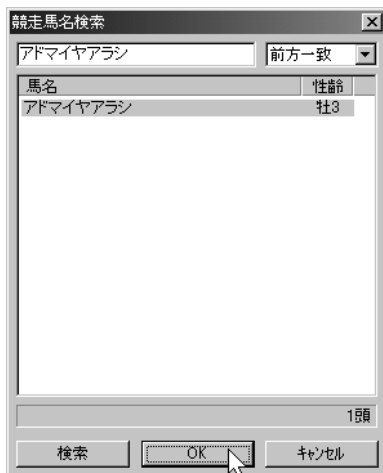 競走馬名検索
アドマイヤアラシ 前方一致
馬名 性齢
アドマイヤアラシ 牡3
1頭
検索 OK キャンセル